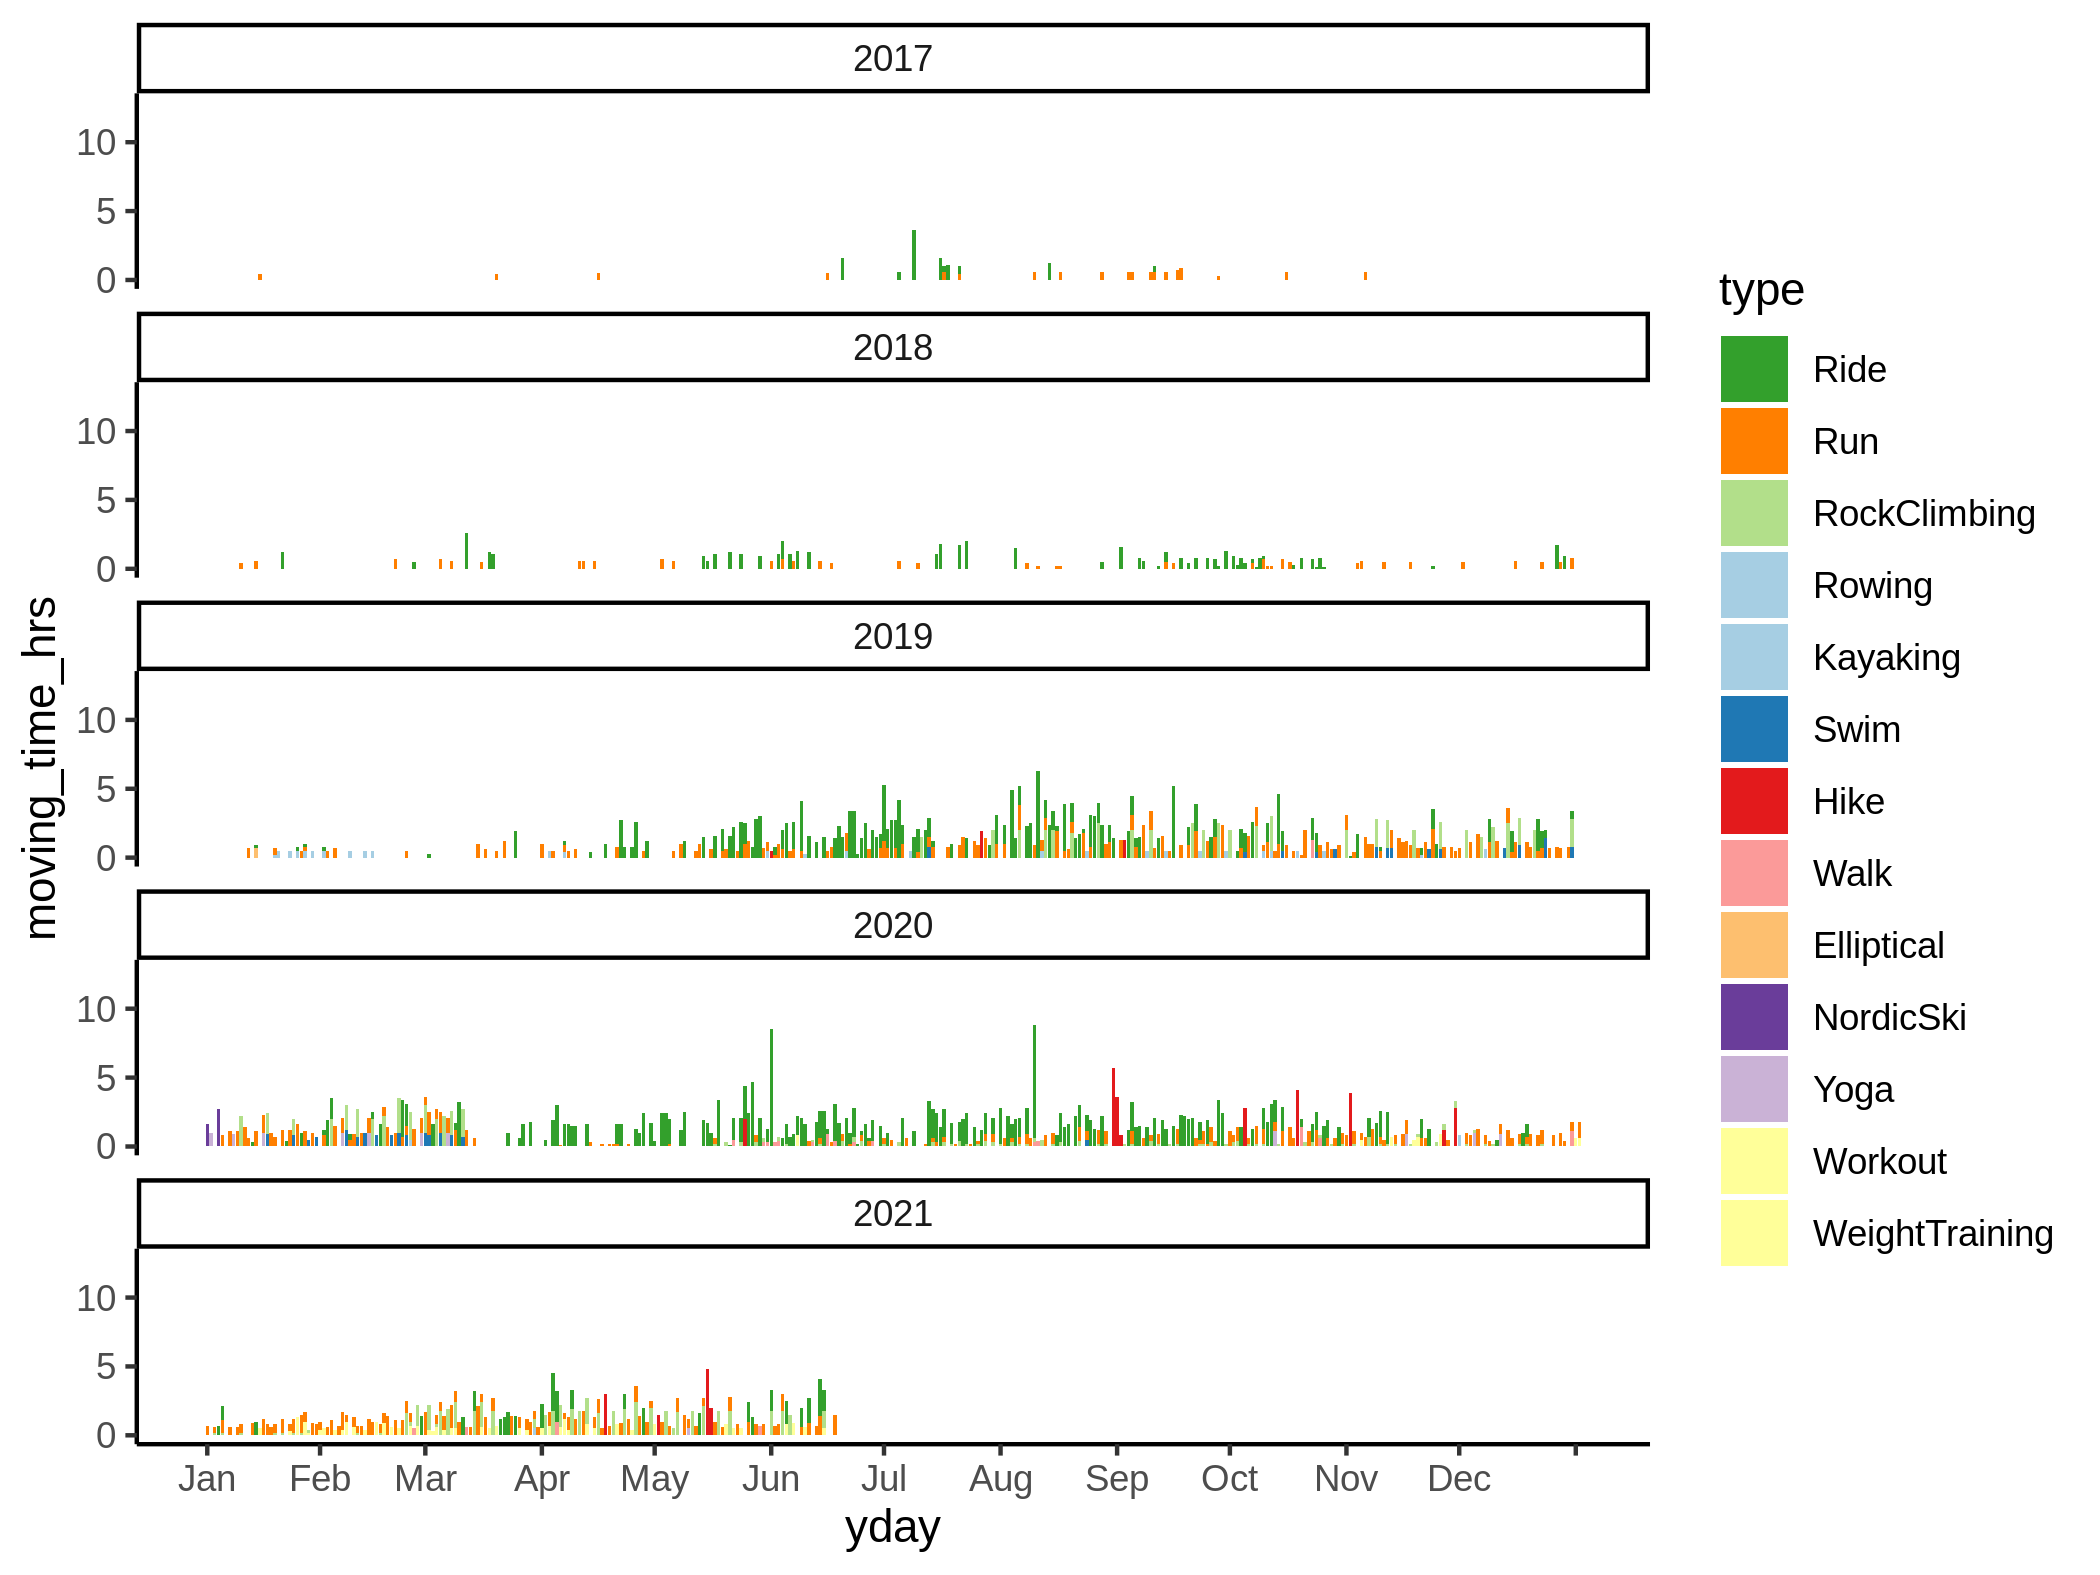 2017
10
5
0
2018
10
5
0
2019
10
5
0
2020
10
5
0
2021
10
5
0
Jan Feb Mar Apr May Jun Jul Aug Sep Oct Nov Dec
yday
moving_time_hrs
type
Ride
Run
RockClimbing
Rowing
Kayaking
Swim
Hike
Walk
Elliptical
NordicSki
Yoga
Workout
WeightTraining